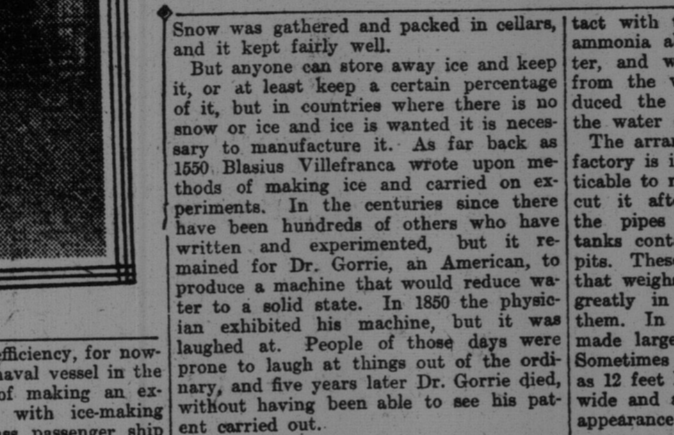 Snow was gathered and packed in cellars,
and it kept fairly well.
But anyone can store away ice and keep
it, or at least keep a certain percentage
of it, but in countries where there is no
snow or ice and ice is wanted it is neces-
sary to manufacture it. As far back as
1550 Blasius Villefranca wrote upon me-
thods of making ice and carried on ex-
periments. In the centuries since there
have been hundreds of others who have
written and experimented, but it re-
mained for Dr. Gorrie, an American, to
produce a machine that would reduce wa-
ter to a solid state. In 1850 the physic-
ian exhibited his machine, but it was
laughed at. People of those days were
prone to laugh at things out of the ordi-
nary, and five years later Dr. Gorrie died,
without having been able to see his pat-
ent carried out.
efficiency, for now-
naval vessel in the
of making an ex-
with ice-making
passenger ship
tact with
ammonia
ter, and
from the
duced the
the water
The
factory is
ticable to
cut it
the pipes
tanks
pits.
that
greatly in
them. In
made
Sometimes
as 12 feet
wide and
appearance